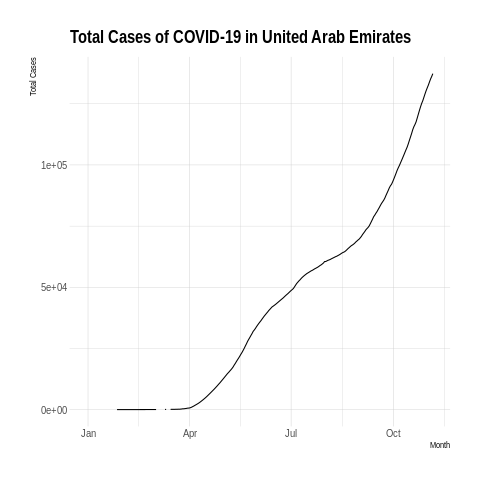 Total Cases of COVID-19 in United Arab Emirates
Total Cases
1e+05
5e+04
0e+00
Jan Apr Jul Oct
Month